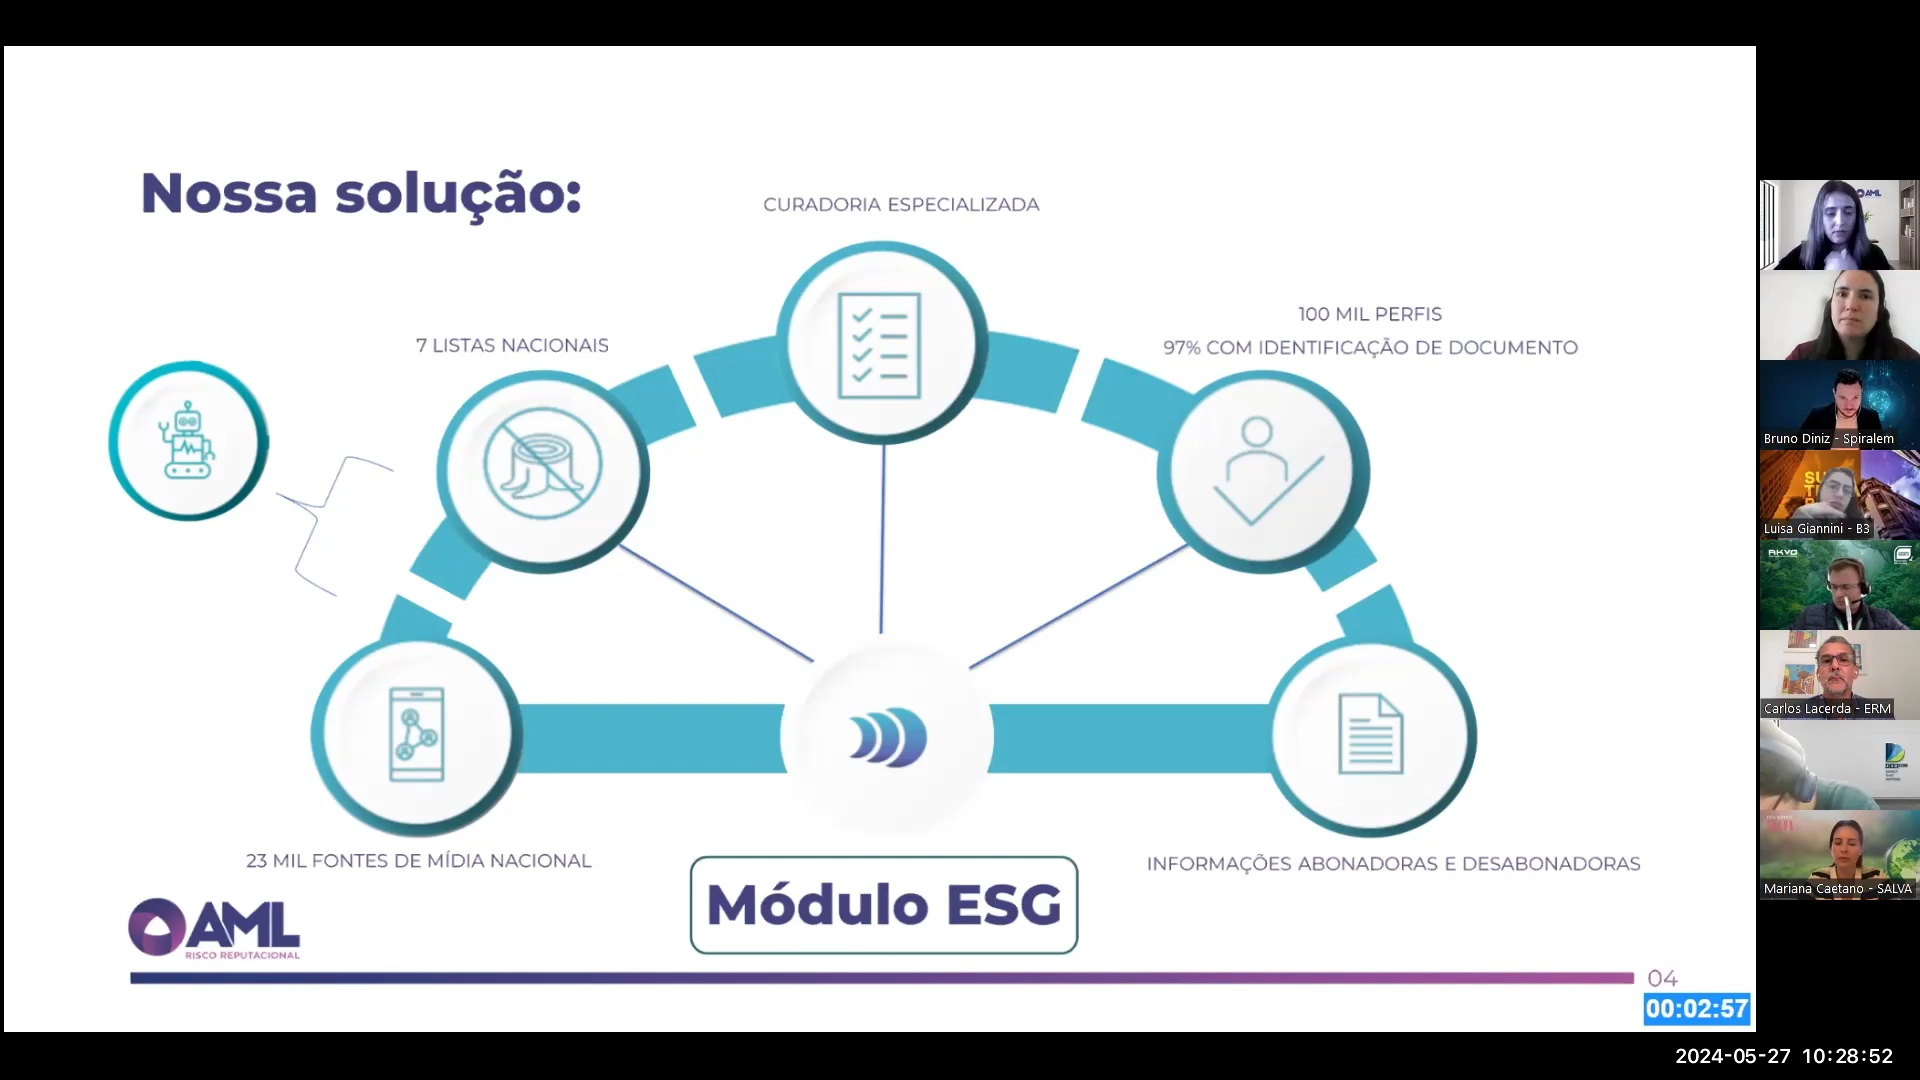 Nossa solução:
CURADORIA ESPECIALIZADA
100 MIL PERFIS
97% COM IDENTIFICAÇÃO DE DOCUMENTO
7 LISTAS NACIONAIS
23 MIL FONTES DE MÍDIA NACIONAL
INFORMAÇÕES ABONADORAS E DESABONADORAS
Módulo ESG
AML
RISCO REPUTACIONAL
04
00:02:57
AML
Bruno Diniz - Spiralem
Luisa Giannini - B3
Carlos Lacerda - ERM
Mariana Caetano - SALVA
2024-05-27 10:28:52